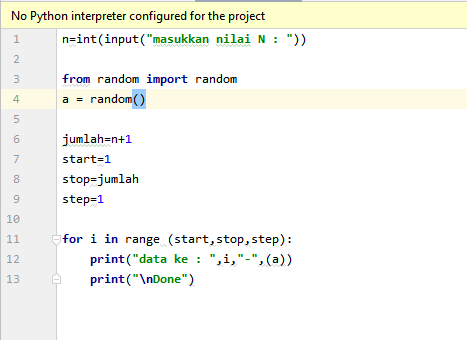 No Python interpreter configured for the project
1 n=int(input("masukkan nilai N : "))
2
3 from random import random
4 a = random()
5
6 jumlah=n+1
7 start=1
8 stop=jumlah
9 step=1
10
11 for i in range (start,stop,step):
12     print("data ke : ",i,"-",(a))
13     print("\nDone")